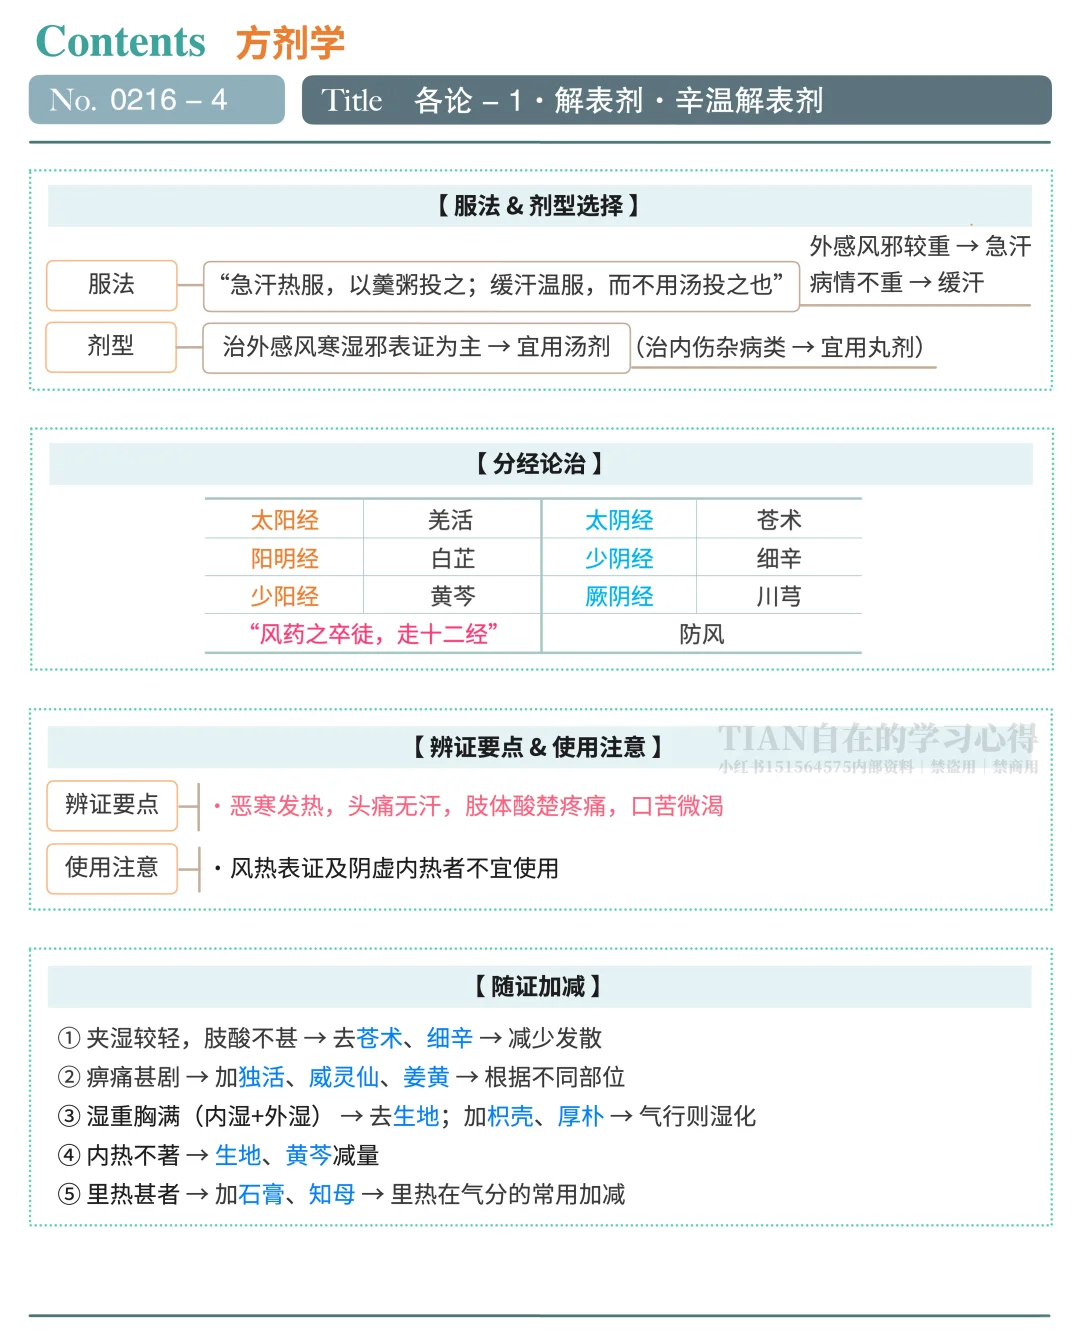 Contents 方剂学
No. 0216 – 4
Title 各论 – 1 · 解表剂 · 辛温解表剂
【 服法 & 剂型选择 】
外感风邪较重 → 急汗
服法 “急汗热服，以羹粥投之；缓汗温服，而不用汤投之也” 病情不重 → 缓汗
剂型 治外感风寒湿邪表证为主 → 宜用汤剂 （治内伤杂病类 → 宜用丸剂）
【 分经论治 】
太阳经 羌活 太阴经 苍术
阳明经 白芷 少阴经 细辛
少阳经 黄芩 厥阴经 川芎
“风药之卒徒，走十二经” 防风
TIAN自在的学习心得
【 辨证要点 & 使用注意 】
小红书151564575内部资料｜禁盗用｜禁商用
辨证要点 · 恶寒发热，头痛无汗，肢体酸楚疼痛，口苦微渴
使用注意 · 风热表证及阴虚内热者不宜使用
【 随证加减 】
① 夹湿较轻，肢酸不甚 → 去苍术、细辛 → 减少发散
② 痹痛甚剧 → 加独活、威灵仙、姜黄 → 根据不同部位
③ 湿重胸满（内湿+外湿） → 去生地；加枳壳、厚朴 → 气行则湿化
④ 内热不著 → 生地、黄芩减量
⑤ 里热甚者 → 加石膏、知母 → 里热在气分的常用加减